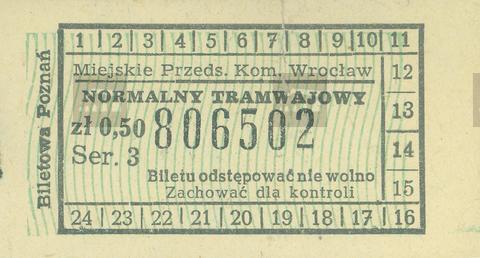 1 2 3 4 5 6 7 8 9 10 11
Miejskie Przeds. Kom. Wrocław
NORMALNY TRAMWAJOWY
zł 0,50 806502
Ser. 3
Biletu odstępować nie wolno
Zachować dla kontroli
12
13
14
15
24 23 22 21 20 19 18 17 16
Biletowa Poznań